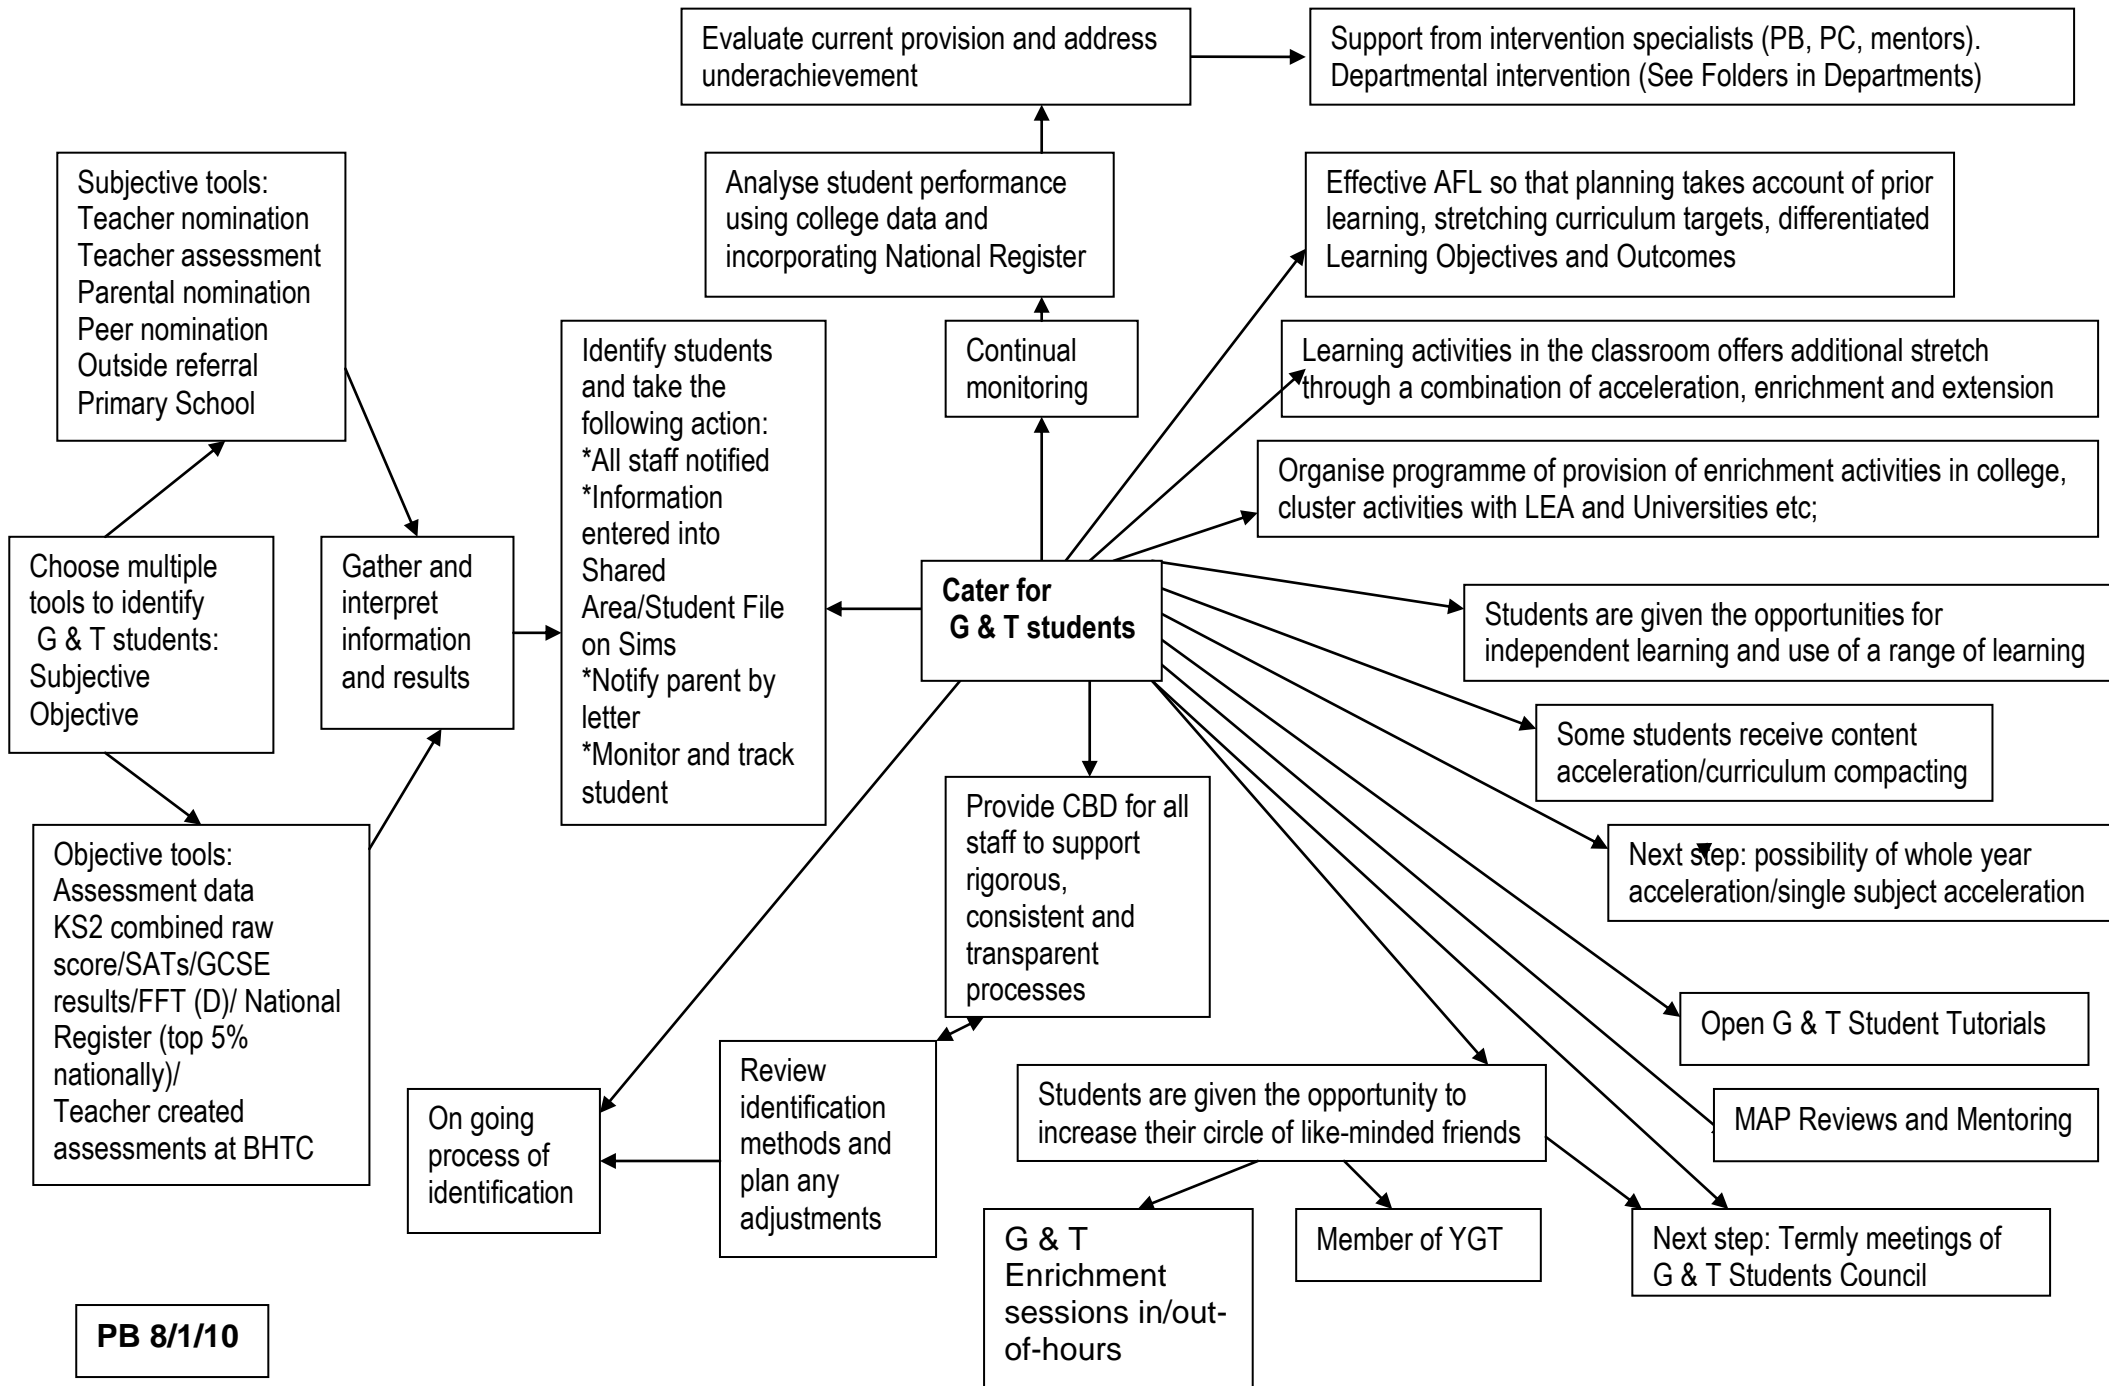 Evaluate current provision and address
underachievement
Support from intervention specialists (PB, PC, mentors).
Departmental intervention (See Folders in Departments)
Subjective tools:
Teacher nomination
Teacher assessment
Parental nomination
Peer nomination
Outside referral
Primary School
Analyse student performance
using college data and
incorporating National Register
Effective AFL so that planning takes account of prior
learning, stretching curriculum targets, differentiated
Learning Objectives and Outcomes
Identify students
and take the
following action:
*All staff notified
*Information
entered into
Shared
Area/Student File
on Sims
*Notify parent by
letter
*Monitor and track
student
Continual
monitoring
Learning activities in the classroom offers additional stretch
through a combination of acceleration, enrichment and extension
Organise programme of provision of enrichment activities in college,
cluster activities with LEA and Universities etc;
Choose multiple
tools to identify
G & T students:
Subjective
Objective
Gather and
interpret
information
and results
Cater for
G & T students
Students are given the opportunities for
independent learning and use of a range of learning
Some students receive content
acceleration/curriculum compacting
Provide CBD for all
staff to support
rigorous,
consistent and
transparent
processes
Next step: possibility of whole year
acceleration/single subject acceleration
Objective tools:
Assessment data
KS2 combined raw
score/SATs/GCSE
results/FFT (D)/ National
Register (top 5%
nationally)/
Teacher created
assessments at BHTC
Open G & T Student Tutorials
Review
identification
methods and
plan any
adjustments
On going
process of
identification
Students are given the opportunity to
increase their circle of like-minded friends
MAP Reviews and Mentoring
G & T
Enrichment
sessions in/out-
of-hours
Member of YGT
Next step: Termly meetings of
G & T Students Council
PB 8/1/10